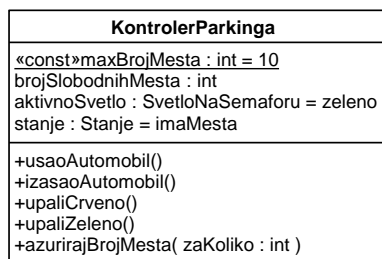 KontrolerParkinga
«const»maxBrojMesta : int = 10
brojSlobodnihMesta : int
aktivnoSvetlo : SvetloNaSemaforu = zeleno
stanje : Stanje = imaMesta
+usaoAutomobil()
+izasaoAutomobil()
+upaliCrveno()
+upaliZeleno()
+azurirajBrojMesta( zaKoliko : int )